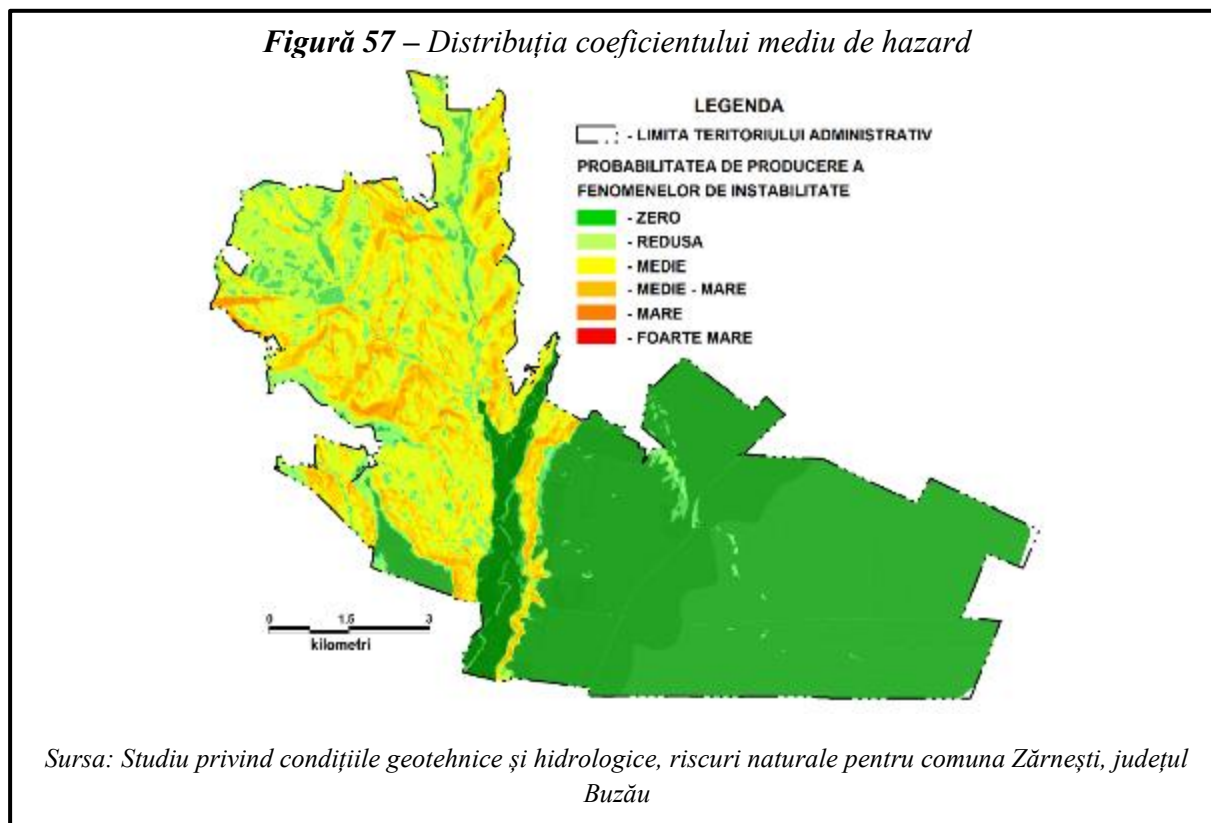 Figură 57 – Distribuția coeficientului mediu de hazard
LEGENDA
- LIMITA TERITORIULUI ADMINISTRATIV
PROBABILITATEA DE PRODUCERE A
FENOMENELOR DE INSTABILITATE
- ZERO
- REDUSA
- MEDIE
- MEDIE - MARE
- MARE
- FOARTE MARE
0 1.5 3
kilometri
Sursa: Studiu privind condițiile geotehnice și hidrologice, riscuri naturale pentru comuna Zărnești, județul
Buzău